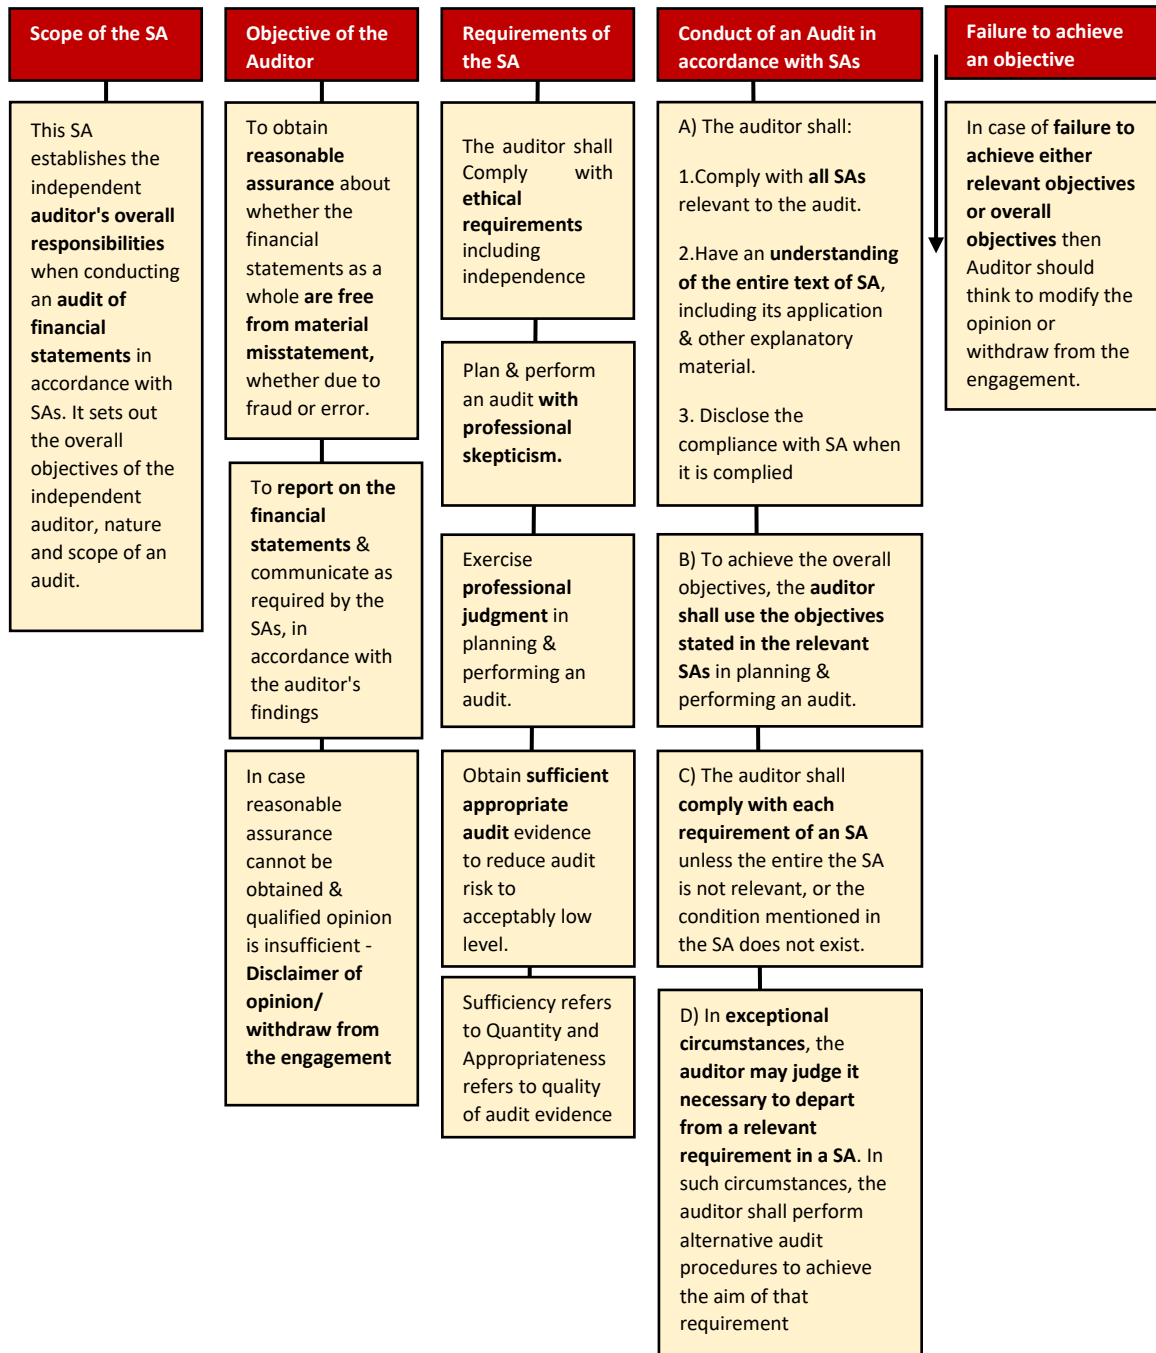 Scope of the SA
This SA
establishes the
independent
auditor's overall
responsibilities
when conducting
an audit of
financial
statements in
accordance with
SAs. It sets out
the overall
objectives of the
independent
auditor, nature
and scope of an
audit.
Objective of the
Auditor
To obtain
reasonable
assurance about
whether the
financial
statements as a
whole are free
from material
misstatement,
whether due to
fraud or error.
To report on the
financial
statements &
communicate as
required by the
SAs, in
accordance with
the auditor's
findings
In case
reasonable
assurance
cannot be
obtained &
qualified opinion
is insufficient -
Disclaimer of
opinion/
withdraw from
the engagement
Requirements of
the SA
The auditor shall
Comply with
ethical
requirements
including
independence
Plan & perform
an audit with
professional
skepticism.
Exercise
professional
judgment in
planning &
performing an
audit.
Obtain sufficient
appropriate
audit evidence
to reduce audit
risk to
acceptably low
level.
Sufficiency refers
to Quantity and
Appropriateness
refers to quality
of audit evidence
Conduct of an Audit in
accordance with SAs
A) The auditor shall:
1.Comply with all SAs
relevant to the audit.
2.Have an understanding
of the entire text of SA,
including its application
& other explanatory
material.
3. Disclose the
compliance with SA when
it is complied
B) To achieve the overall
objectives, the auditor
shall use the objectives
stated in the relevant
SAs in planning &
performing an audit.
C) The auditor shall
comply with each
requirement of an SA
unless the entire the SA
is not relevant, or the
condition mentioned in
the SA does not exist.
D) In exceptional
circumstances, the
auditor may judge it
necessary to depart
from a relevant
requirement in a SA. In
such circumstances, the
auditor shall perform
alternative audit
procedures to achieve
the aim of that
requirement
Failure to achieve
an objective
In case of failure to
achieve either
relevant objectives
or overall
objectives then
Auditor should
think to modify the
opinion or
withdraw from the
engagement.